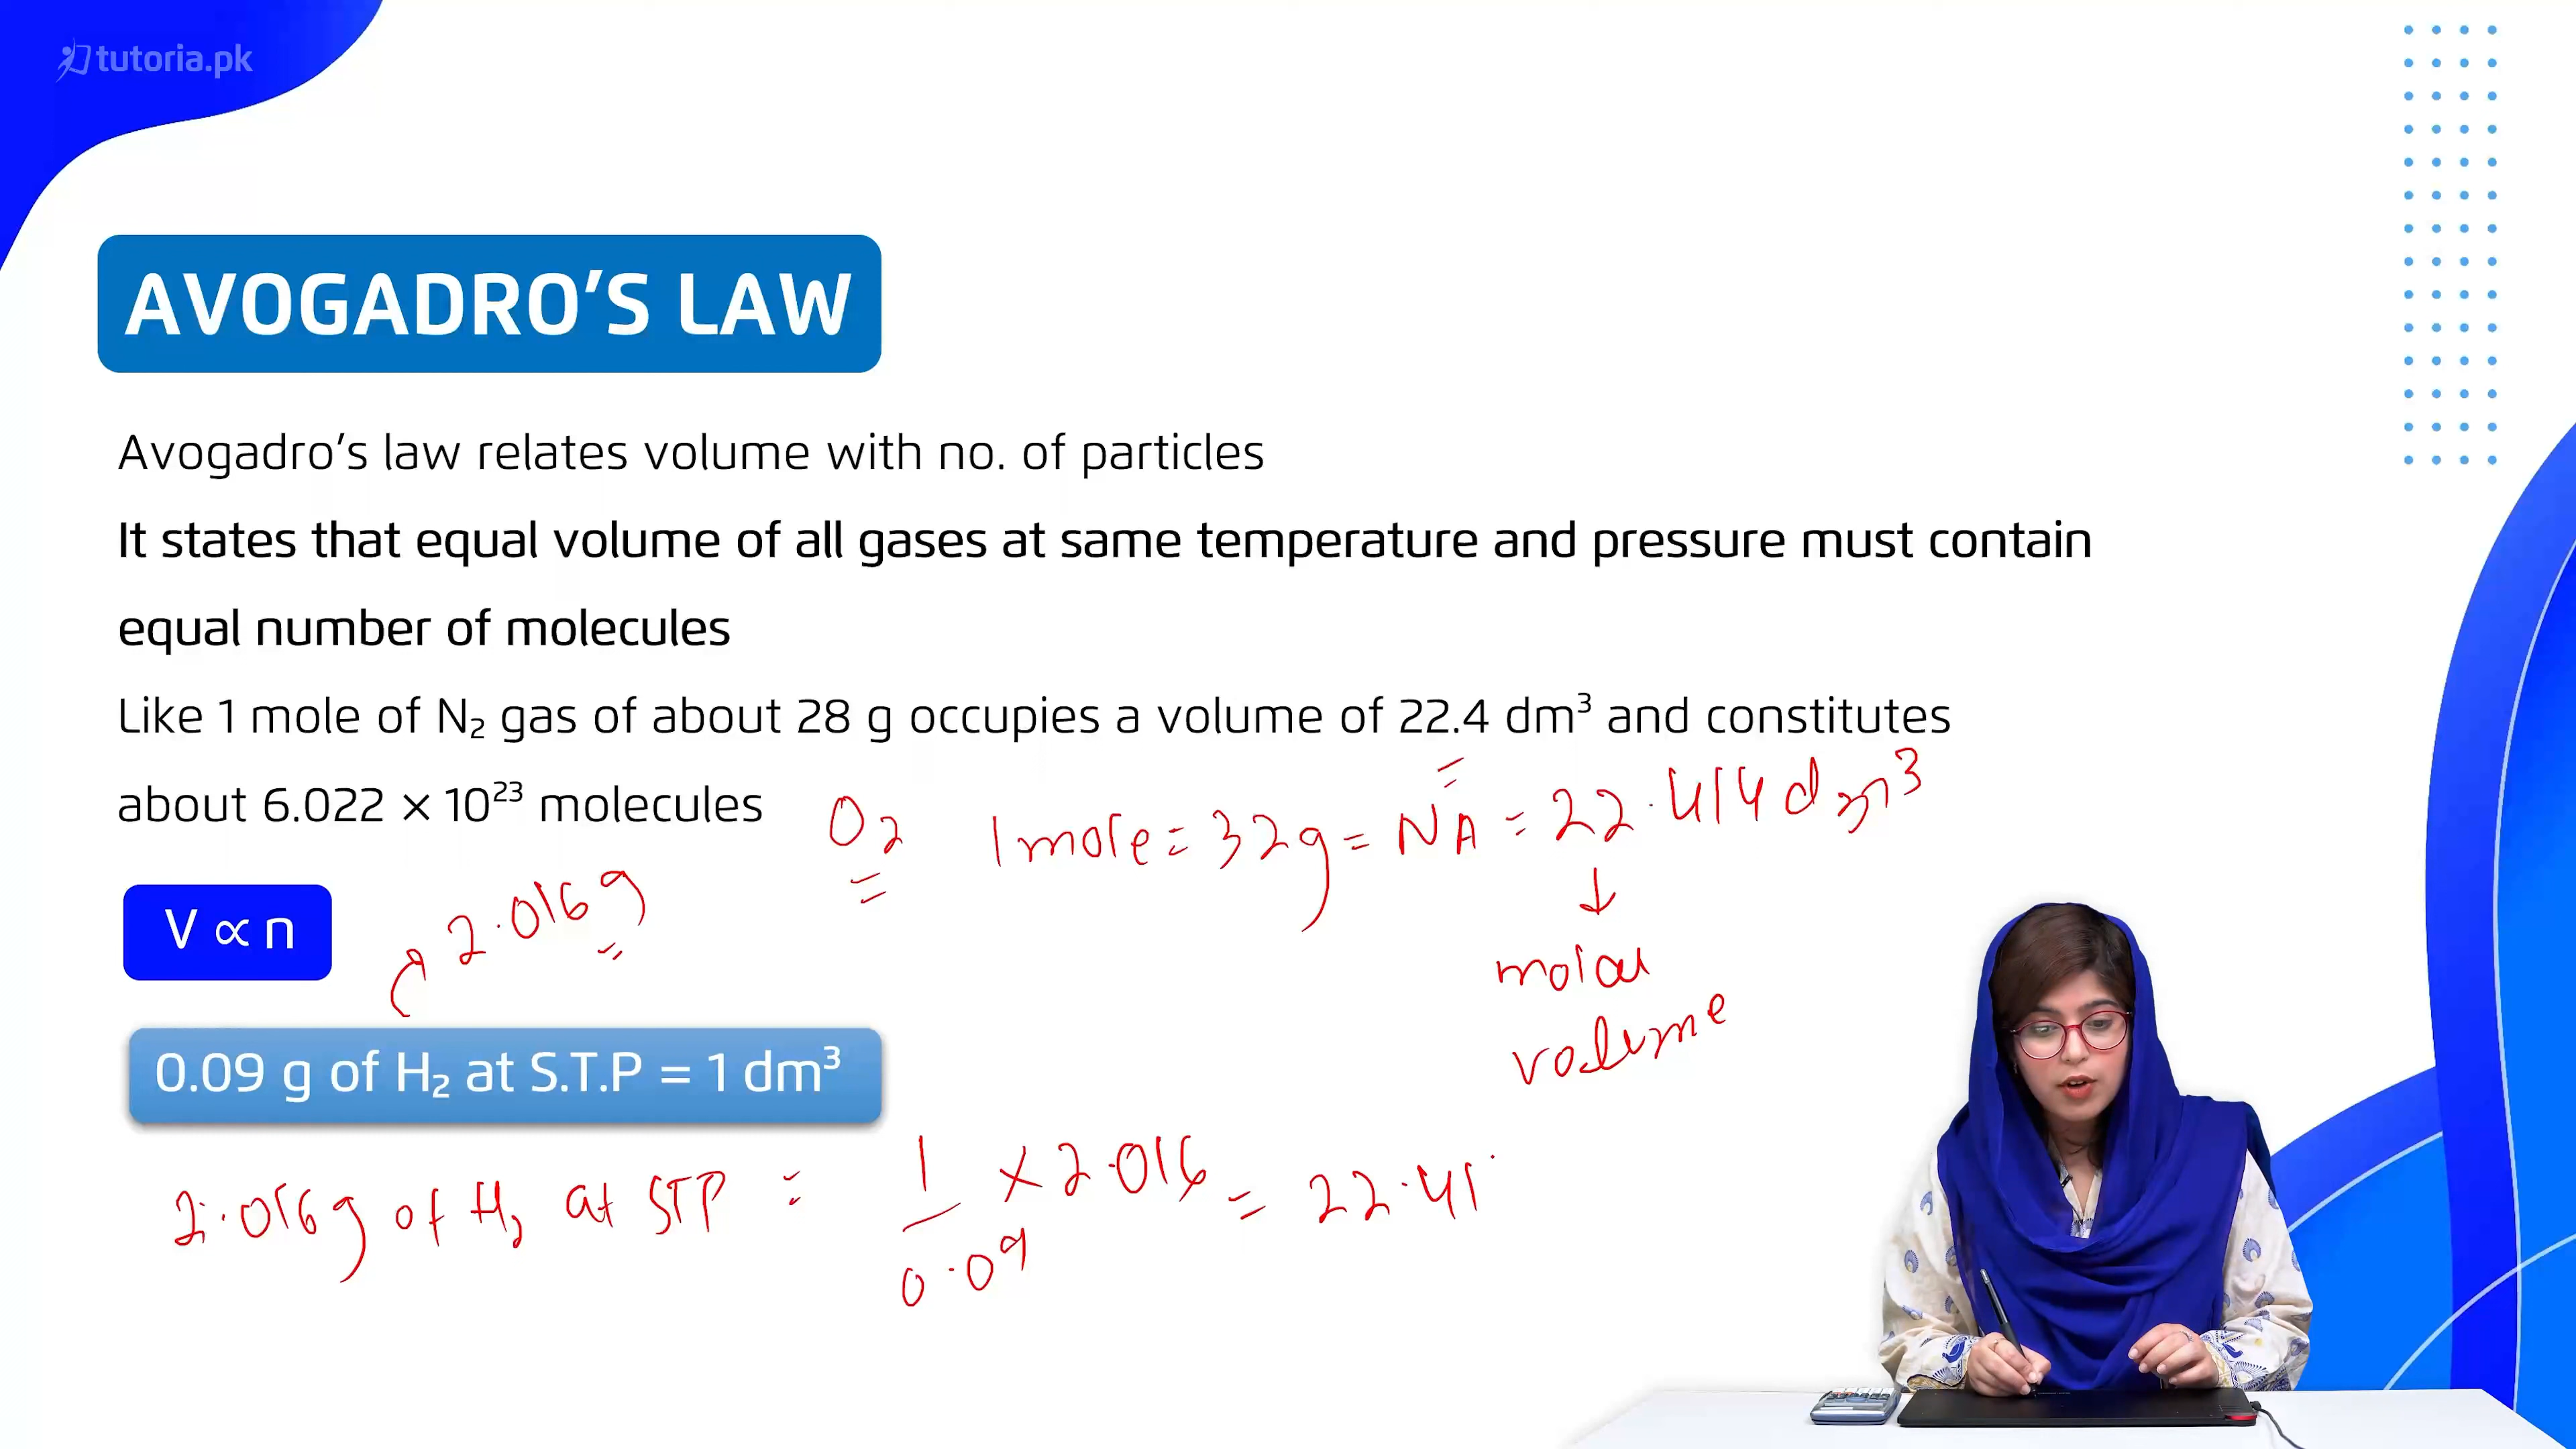 tutoria.pk
AVOGADRO’S LAW
Avogadro’s law relates volume with no. of particles
It states that equal volume of all gases at same temperature and pressure must contain
equal number of molecules
Like 1 mole of N₂ gas of about 28 g occupies a volume of 22.4 dm³ and constitutes
about 6.022 × 10²³ molecules
O₂ 1 mole = 32g = NA = 22.414 dm³
↓
molar
volume
V ∝ n
2.016 g
0.09 g of H₂ at S.T.P = 1 dm³
2.016 g of H₂ at STP = 1/0.09 × 2.016 = 22.41